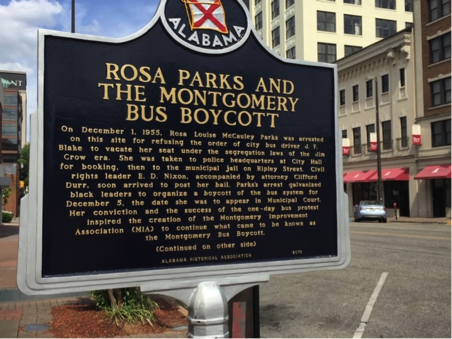 ALABAMA
ROSA PARKS AND
THE MONTGOMERY
BUS BOYCOTT
On December 1, 1955, Rosa Louise McCauley Parks was arrested
on this site for refusing the order of city bus driver J. F.
Blake to vacate her seat under the segregation laws of the Jim
Crow era. She was taken to police headquarters at City Hall
for booking, then to the municipal jail on Ripley Street. Civil
rights leader E. D. Nixon, accompanied by attorney Clifford
Durr, soon arrived to post her bail. Parks's arrest galvanized
black leaders to organize a boycott of the bus system for
December 5, the date she was to appear in Municipal Court.
Her conviction and the success of the one-day bus protest
inspired the creation of the Montgomery Improvement
Association (MIA) to continue what came to be known as
the Montgomery Bus Boycott.
(Continued on other side)
ALABAMA HISTORICAL ASSOCIATION